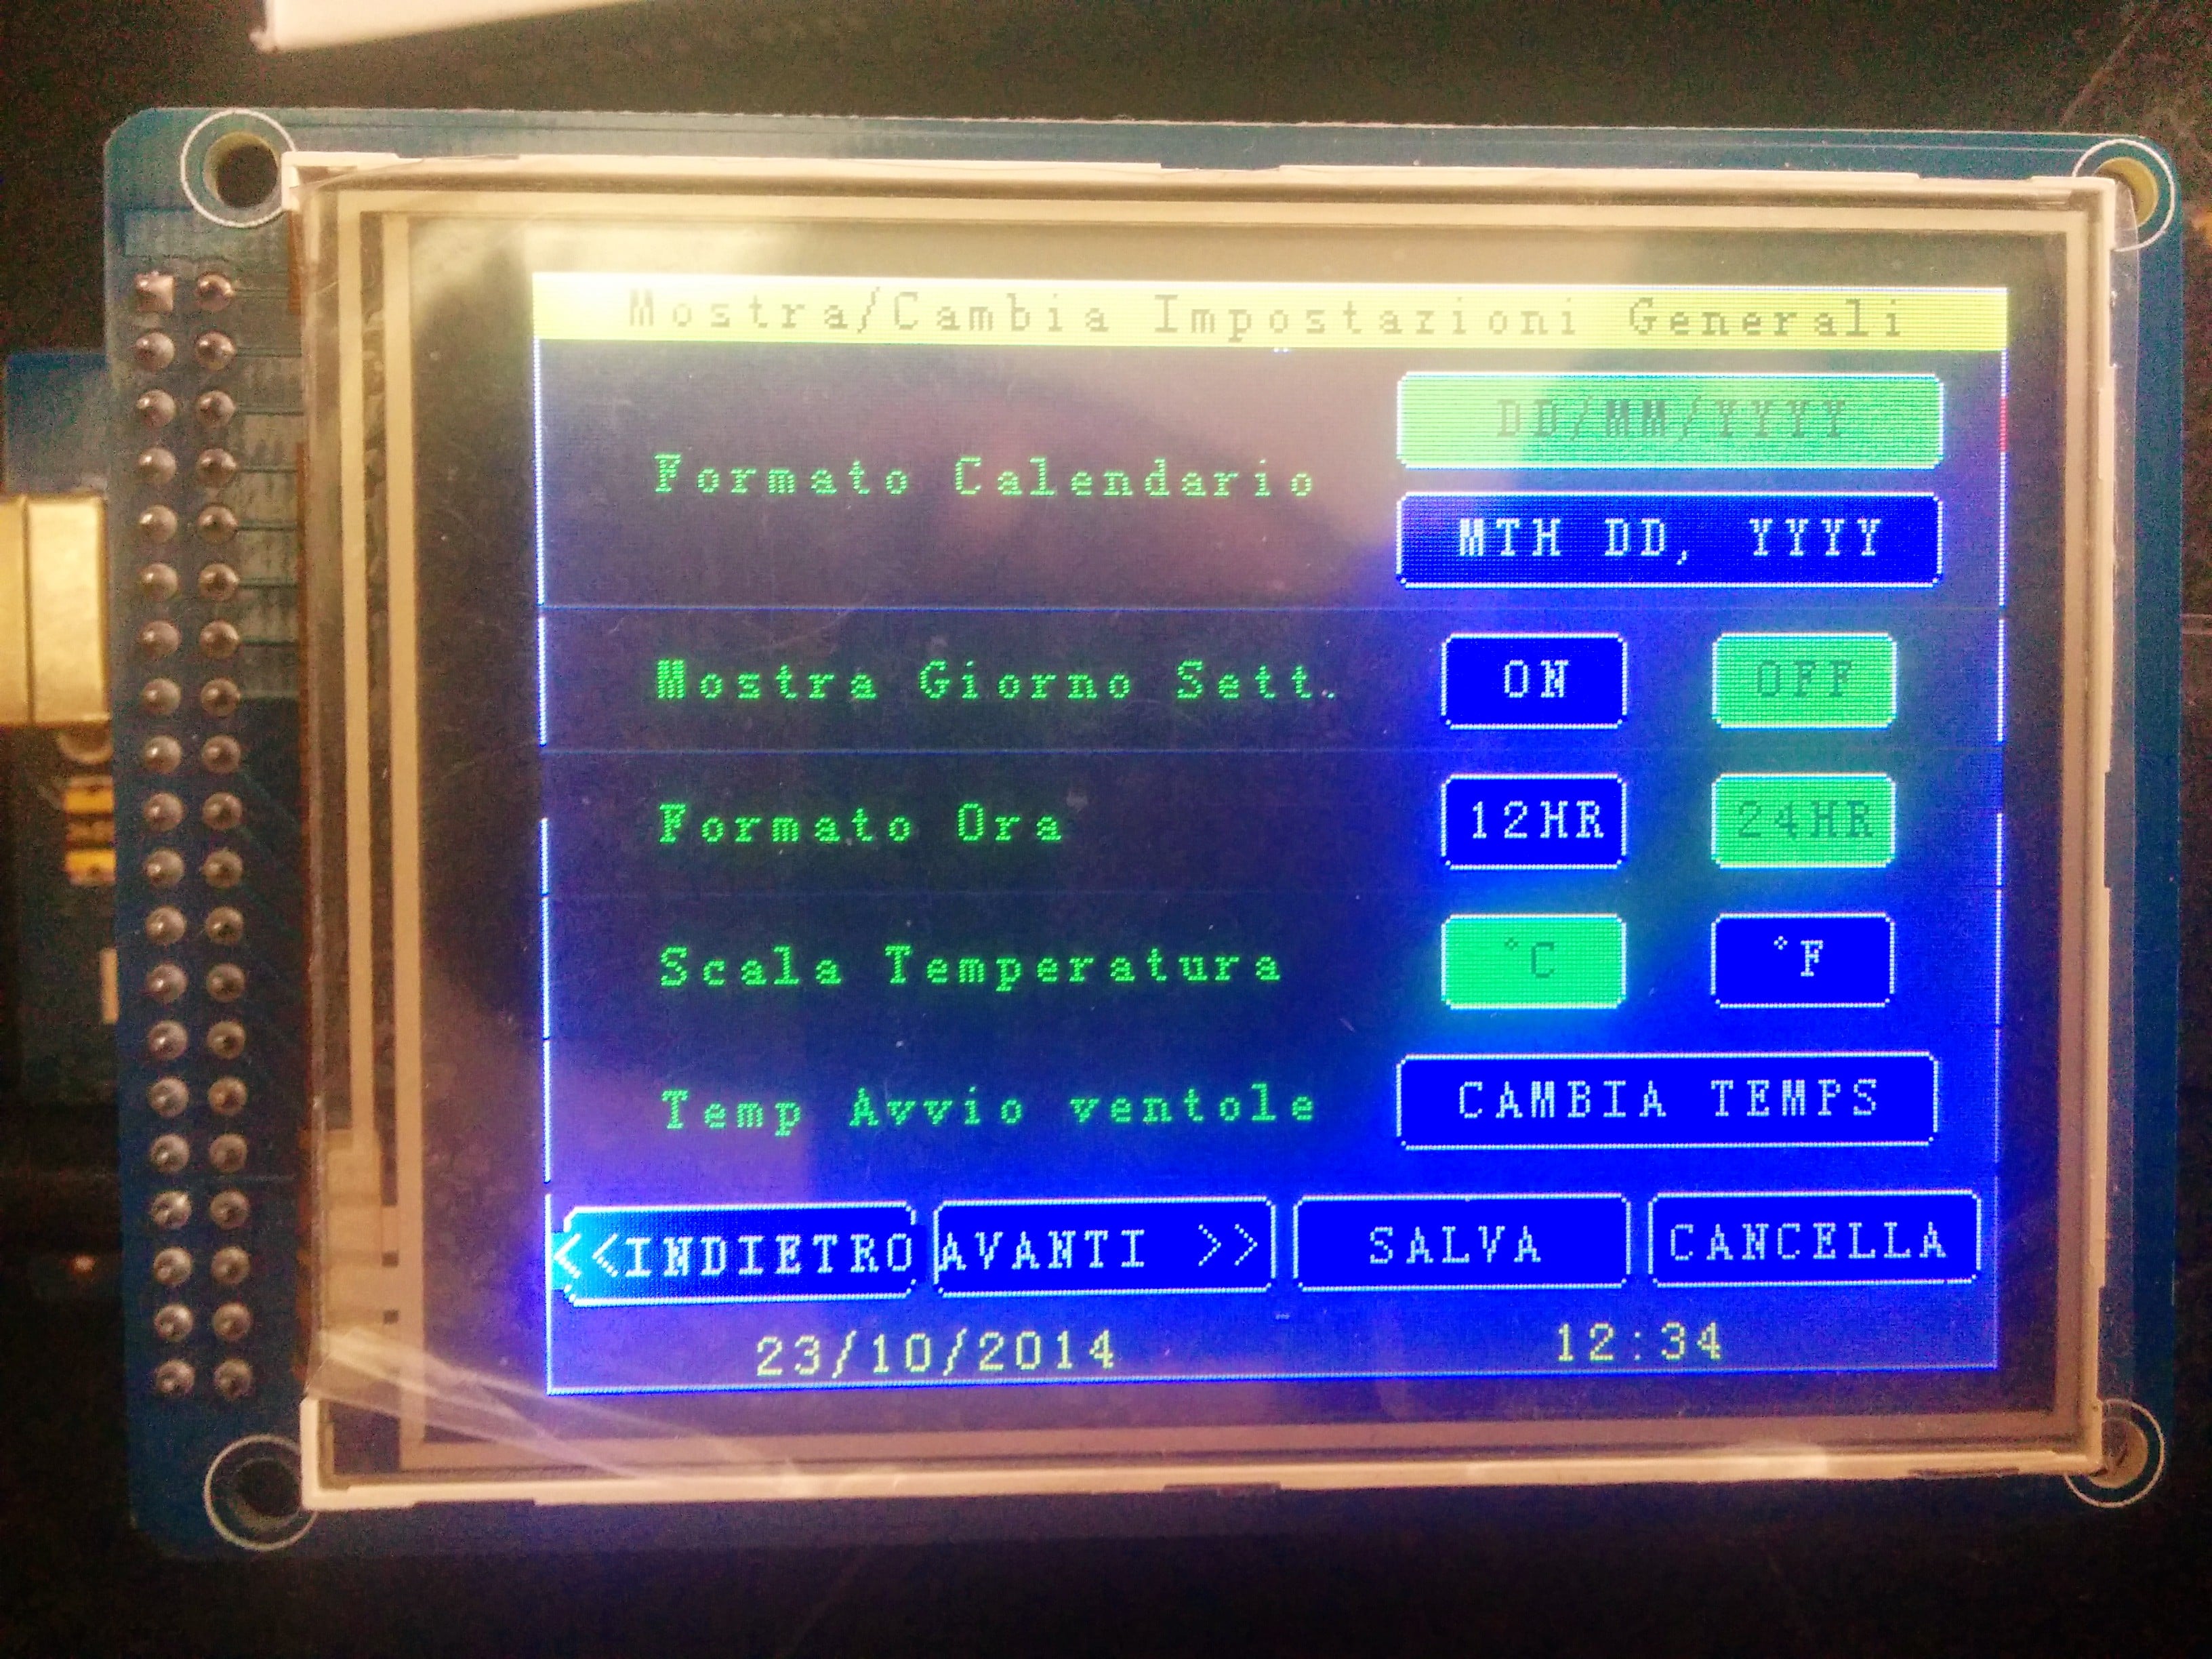 Mostra/Cambia Impostazioni Generali
DD/MM/YYYY
Formato Calendario
MTH DD, YYYY
Mostra Giorno Sett. ON OFF
Formato Ora 12HR 24HR
Scala Temperatura °C °F
Temp Avvio ventole CAMBIA TEMPS
<<INDIETRO AVANTI >> SALVA CANCELLA
23/10/2014 12:34